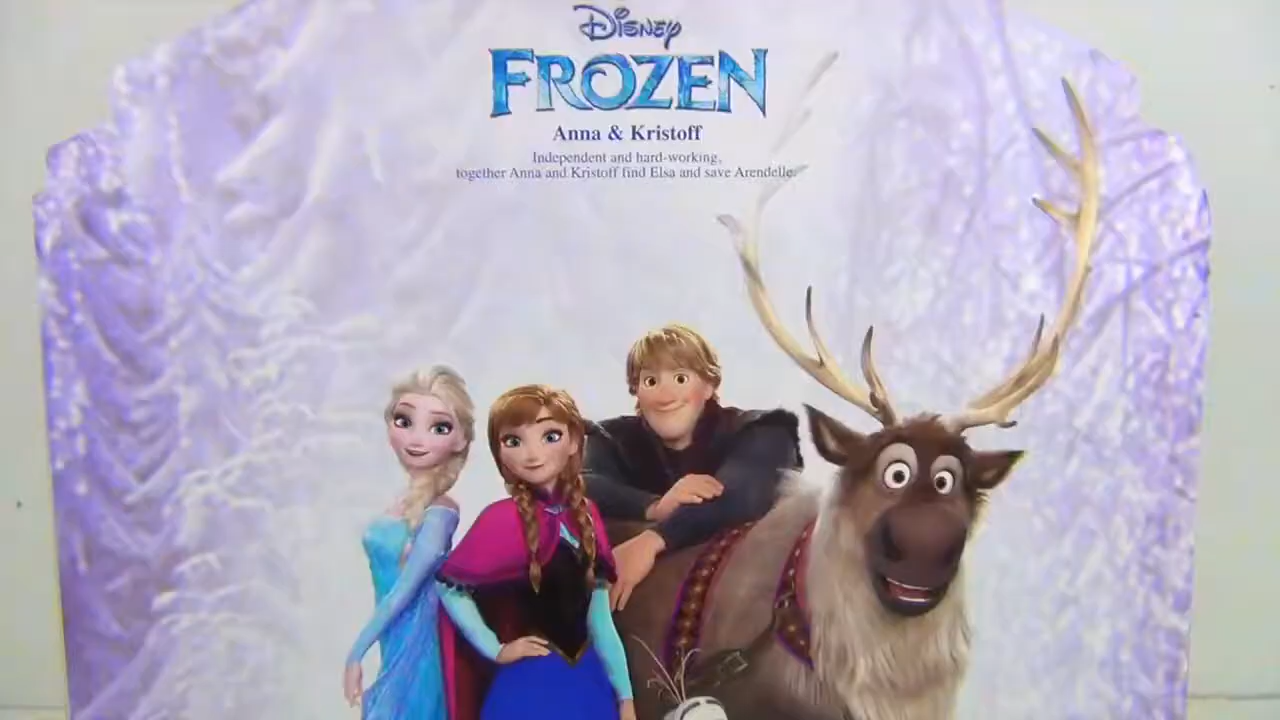 Disney
FROZEN
Anna & Kristoff
Independent and hard-working,
together Anna and Kristoff find Elsa and save Arendelle.